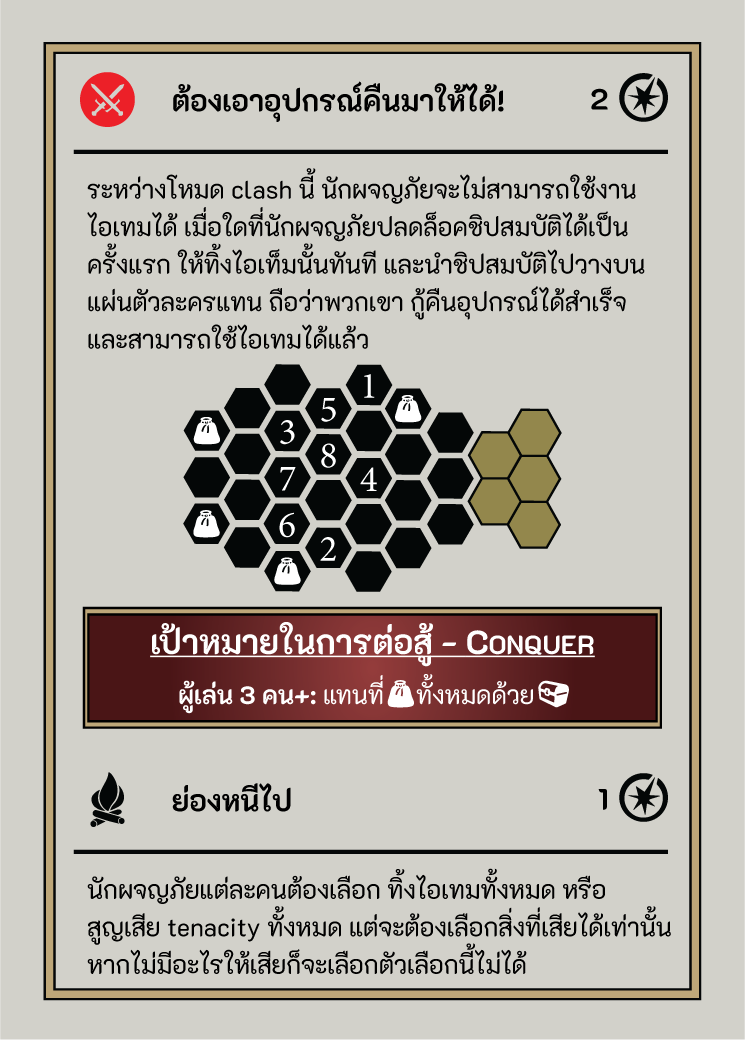 ต้องเอาอุปกรณ์คืนมาให้ได้! 2
ระหว่างโหมด clash นี้ นักผจญภัยจะไม่สามารถใช้งาน
ไอเทมได้ เมื่อใดที่นักผจญภัยปลดล็อคชิปสมบัติได้เป็น
ครั้งแรก ให้ทิ้งไอเท็มนั้นทันที และนำชิปสมบัติไปวางบน
แผ่นตัวละครแทน ถือว่าพวกเขา กู้คืนอุปกรณ์ได้สำเร็จ
และสามารถใช้ไอเทมได้แล้ว
1
5
3
8
7
4
6
2
เป้าหมายในการต่อสู้ - CONQUER
ผู้เล่น 3 คน+: แทนที่ ทั้งหมดด้วย
ย่องหนีไป 1
นักผจญภัยแต่ละคนต้องเลือก ทิ้งไอเทมทั้งหมด หรือ
สูญเสีย tenacity ทั้งหมด แต่จะต้องเลือกสิ่งที่เสียได้เท่านั้น
หากไม่มีอะไรให้เสียก็จะเลือกตัวเลือกนี้ไม่ได้